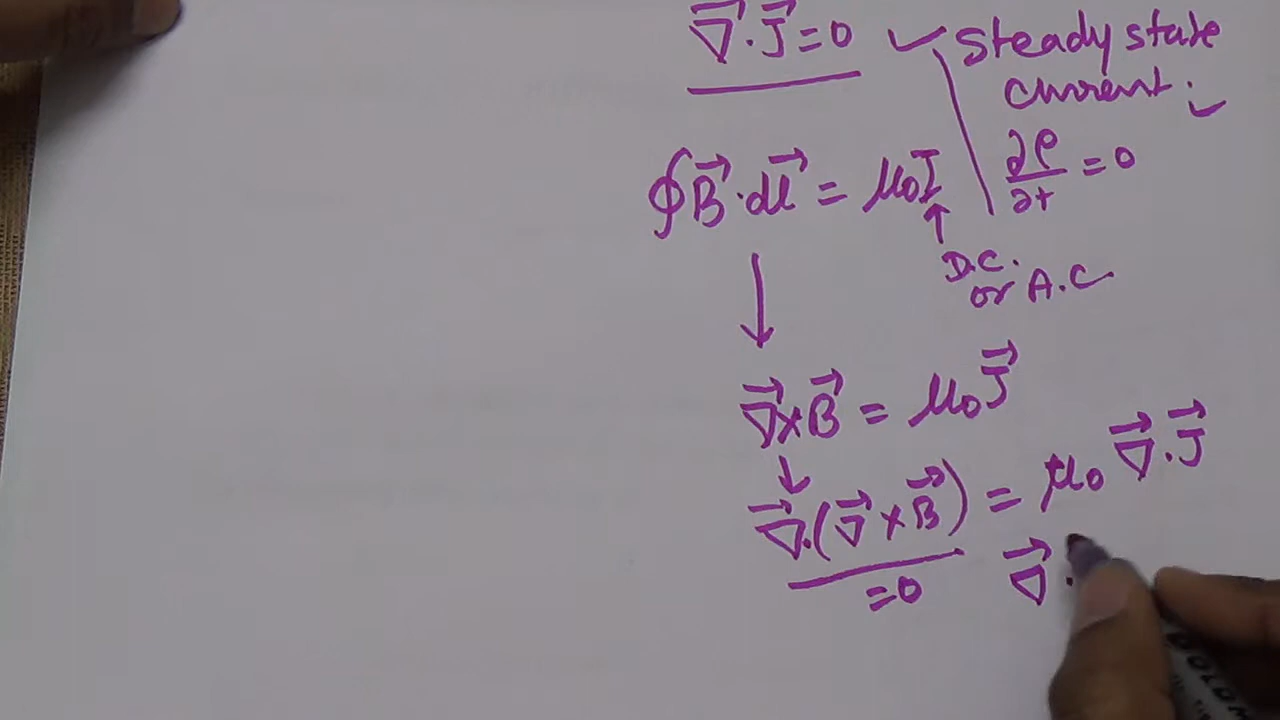 ∇⃗·J⃗=0 ✓ Steady state
current. ✓
∂ρ/∂t = 0
∮B⃗·dl⃗ = μ₀I
↑
D.C.
or A.C
↓
∇⃗×B⃗ = μ₀J⃗
↓
∇⃗·(∇⃗×B⃗) = μ₀ ∇⃗·J⃗
=0 ∇⃗·